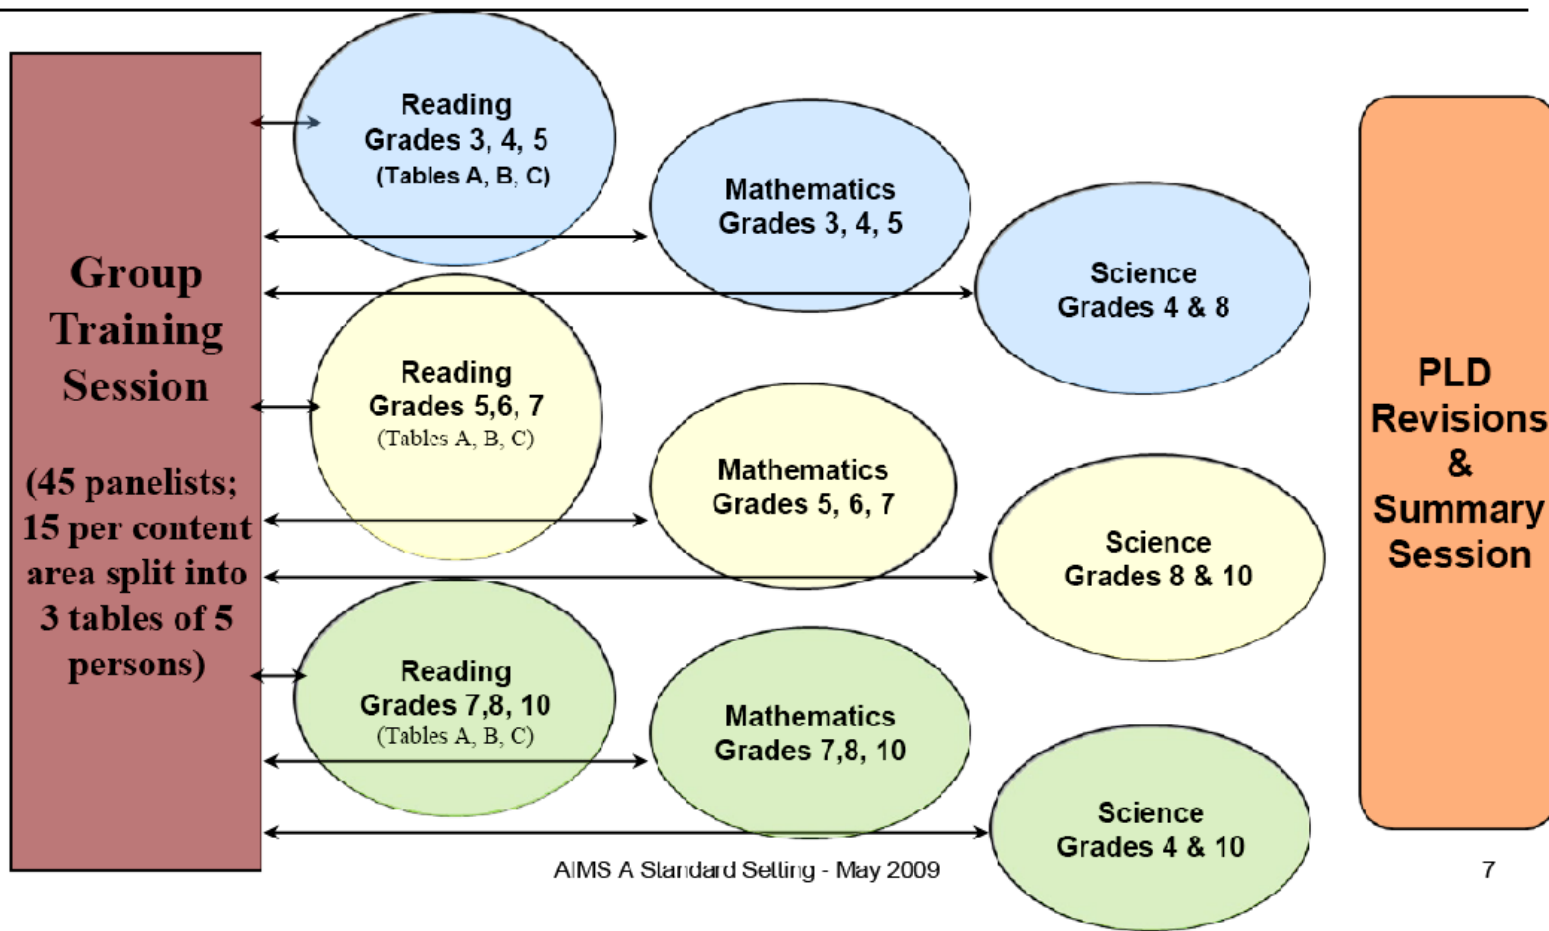 Group
Training
Session
(45 panelists;
15 per content
area split into
3 tables of 5
persons)
Reading
Grades 3, 4, 5
(Tables A, B, C)
Mathematics
Grades 3, 4, 5
Science
Grades 4 & 8
Reading
Grades 5,6, 7
(Tables A, B, C)
Mathematics
Grades 5, 6, 7
Science
Grades 8 & 10
Reading
Grades 7,8, 10
(Tables A, B, C)
Mathematics
Grades 7,8, 10
Science
Grades 4 & 10
PLD
Revisions
&
Summary
Session
AIMS A Standard Setting - May 2009
7